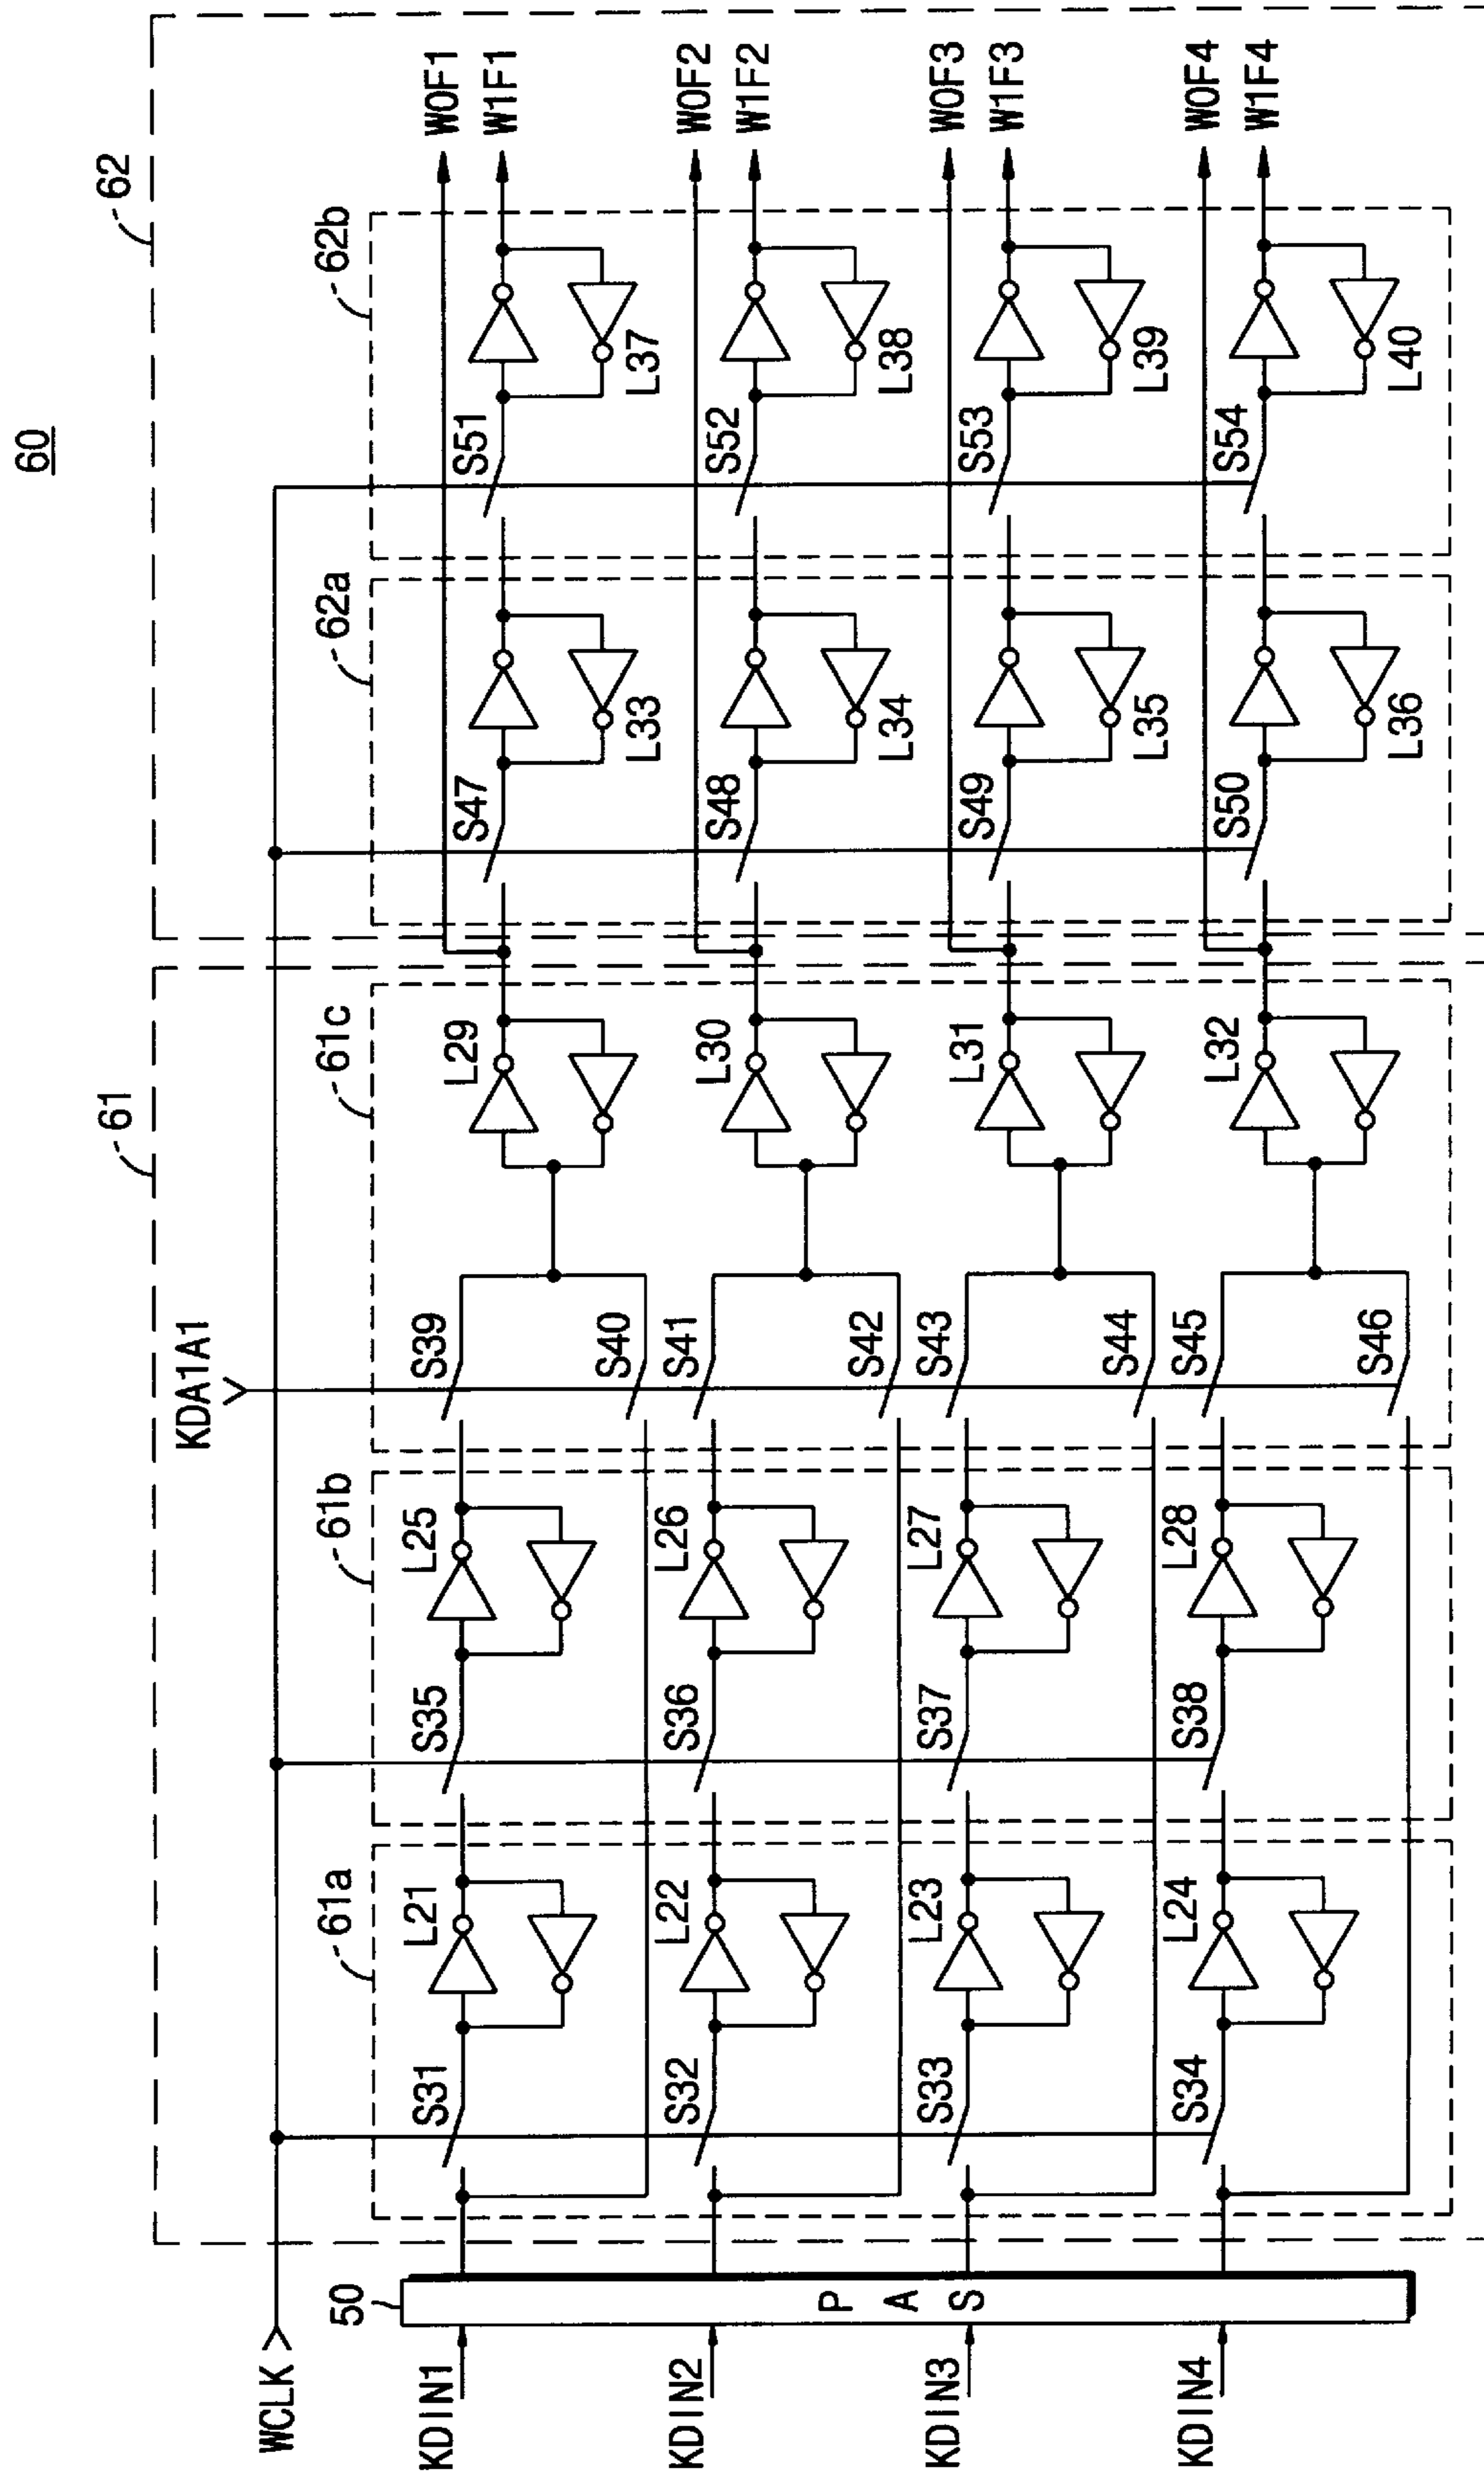 60
62
62b
62a
61
61c
61b
61a
KDA1A1
WCLK
50
PAS
KDIN1
KDIN2
KDIN3
KDIN4
S31
L21
S35
L25
S39
S40
L29
S47
L33
S51
L37
W0F1
W1F1
S32
L22
S36
L26
S41
S42
L30
S48
L34
S52
L38
W0F2
W1F2
S33
L23
S37
L27
S43
S44
L31
S49
L35
S53
L39
W0F3
W1F3
S34
L24
S38
L28
S45
S46
L32
S50
L36
S54
L40
W0F4
W1F4